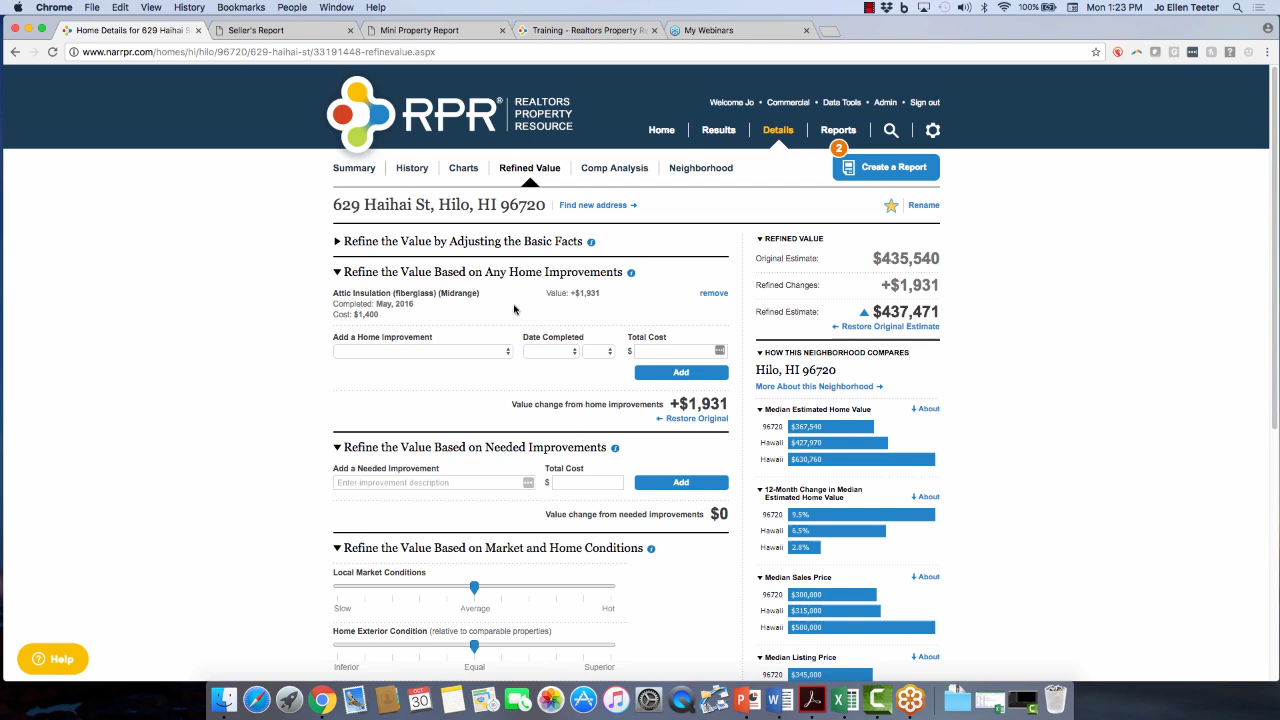 Chrome File Edit View History Bookmarks People Window Help
100% Mon 1:23 PM Jo Ellen Teeter
Home Details for 629 Haihai S
Seller's Report
Mini Property Report
Training - Realtors Property R
My Webinars
www.narrpr.com/homes/hi/hilo/96720/629-haihai-st/33191448-refinevalue.aspx
RPR®
REALTORS
PROPERTY
RESOURCE
Welcome Jo • Commercial • Data Tools • Admin • Sign out
Home
Results
Details
Reports
2
Summary
History
Charts
Refined Value
Comp Analysis
Neighborhood
Create a Report
629 Haihai St, Hilo, HI 96720
Find new address
Rename
Refine the Value by Adjusting the Basic Facts
Refine the Value Based on Any Home Improvements
Attic Insulation (fiberglass) (Midrange) Value: +$1,931 remove
Completed: May, 2016
Cost: $1,400
Add a Home Improvement Date Completed Total Cost
$
Add
Value change from home improvements +$1,931
Restore Original
Refine the Value Based on Needed Improvements
Add a Needed Improvement Total Cost
Enter improvement description $ Add
Value change from needed improvements $0
Refine the Value Based on Market and Home Conditions
Local Market Conditions
Slow Average Hot
Home Exterior Condition (relative to comparable properties)
Inferior Equal Superior
REFINED VALUE
Original Estimate: $435,540
Refined Changes: +$1,931
Refined Estimate: $437,471
Restore Original Estimate
HOW THIS NEIGHBORHOOD COMPARES
Hilo, HI 96720
More About this Neighborhood
Median Estimated Home Value About
96720 $367,540
Hawaii $427,970
Hawaii $630,760
12-Month Change in Median
Estimated Home Value About
96720 9.5%
Hawaii 6.5%
Hawaii 2.8%
Median Sales Price About
96720 $300,000
Hawaii $315,000
Hawaii $500,000
Median Listing Price About
$345,000
Help
OCT
30